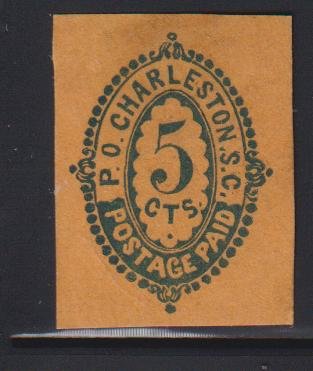 P.O. CHARLESTON. S.C.
5
CTS.
POSTAGE PAID